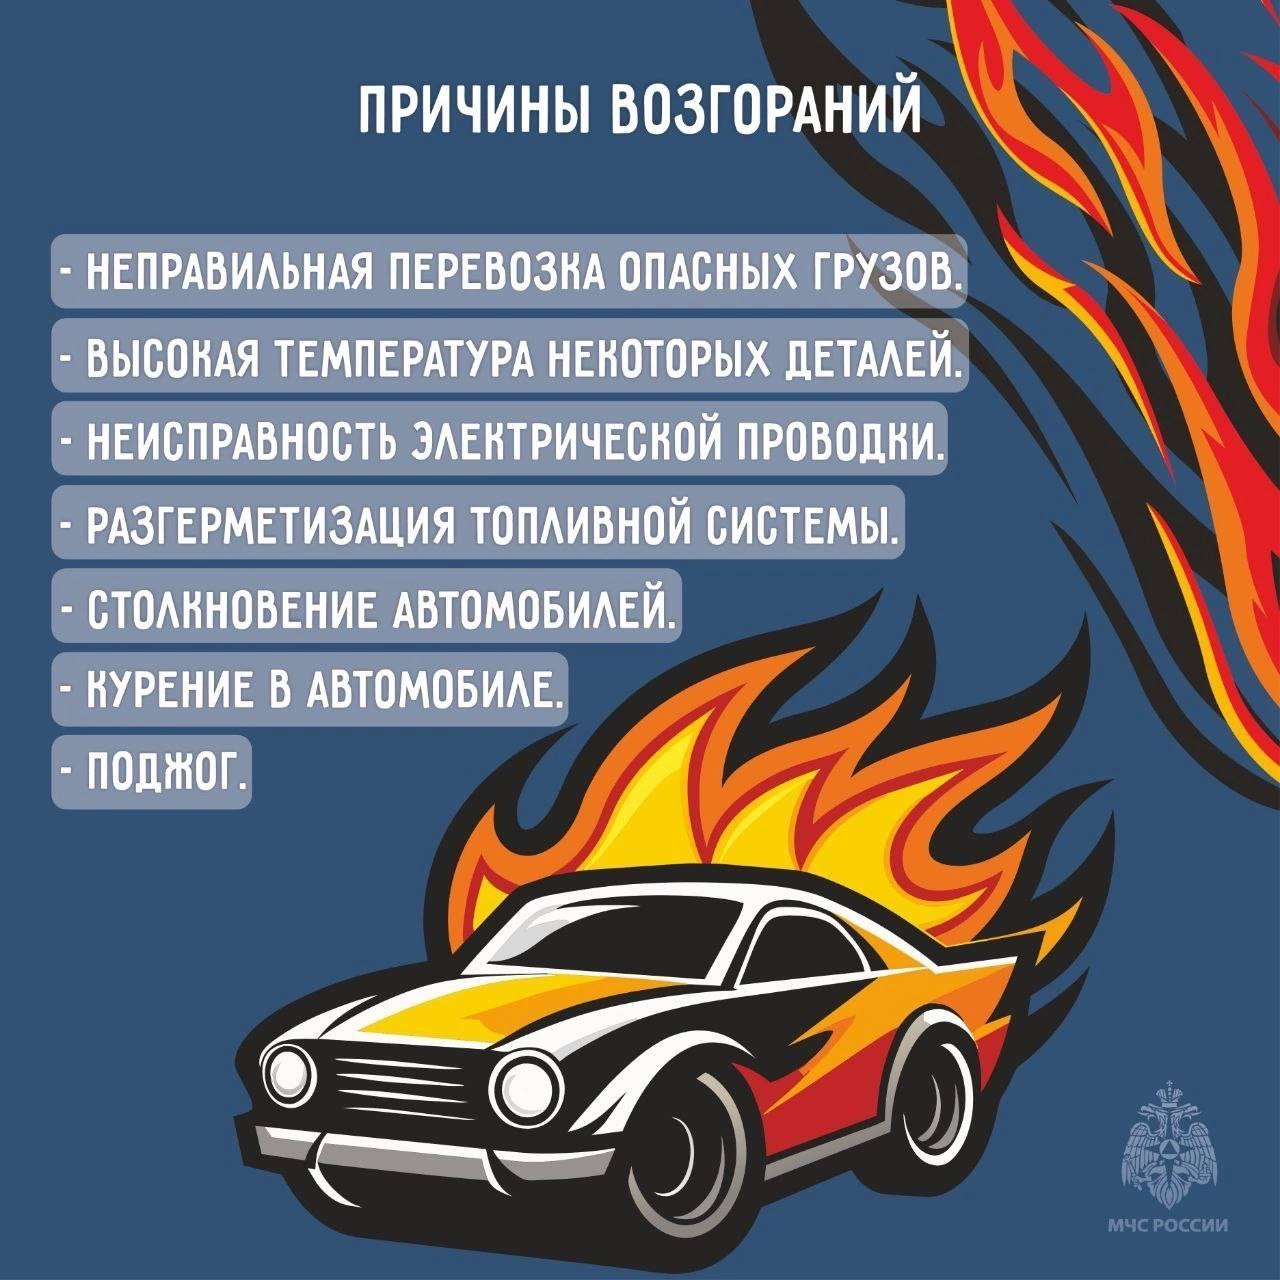 ПРИЧИНЫ ВОЗГОРАНИЙ
- НЕПРАВИЛЬНАЯ ПЕРЕВОЗКА ОПАСНЫХ ГРУЗОВ.
- ВЫСОКАЯ ТЕМПЕРАТУРА НЕКОТОРЫХ ДЕТАЛЕЙ.
- НЕИСПРАВНОСТЬ ЭЛЕКТРИЧЕСКОЙ ПРОВОДКИ.
- РАЗГЕРМЕТИЗАЦИЯ ТОПЛИВНОЙ СИСТЕМЫ.
- СТОЛКНОВЕНИЕ АВТОМОБИЛЕЙ.
- КУРЕНИЕ В АВТОМОБИЛЕ.
- ПОДЖОГ.
МЧС РОССИИ